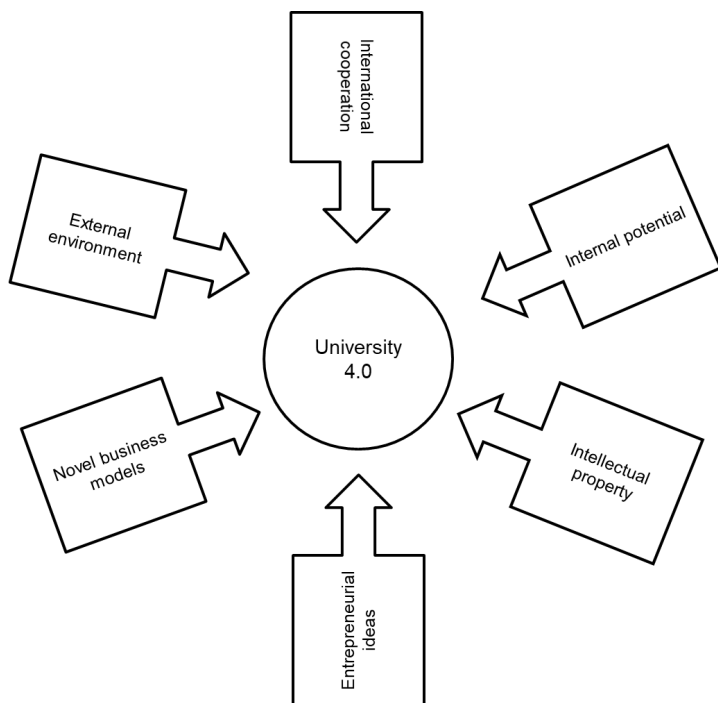 International
cooperation
External
environment
Internal potential
University
4.0
Novel business
models
Intellectual
property
Entrepreneurial
ideas